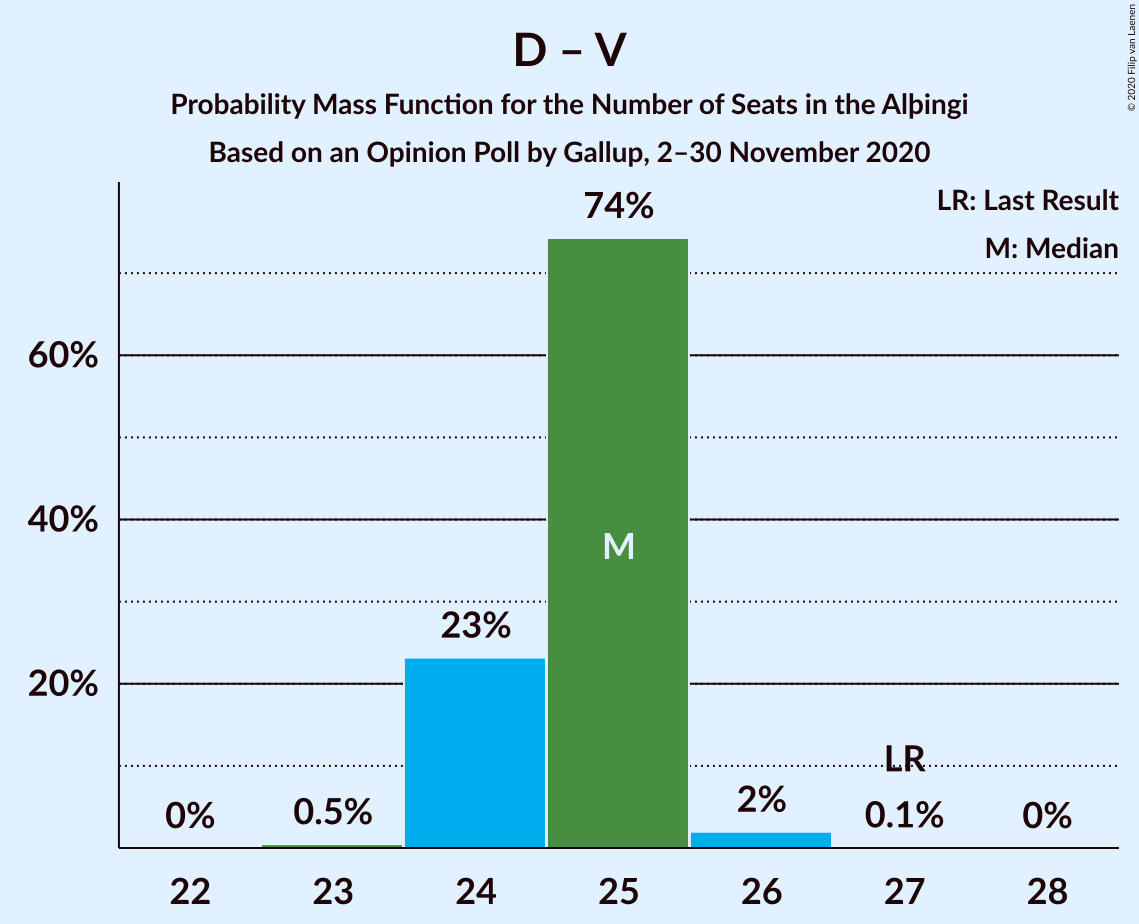 D – V
Probability Mass Function for the Number of Seats in the Alþingi
Based on an Opinion Poll by Gallup, 2–30 November 2020
© 2020 Filip van Laenen
LR: Last Result
M: Median
74%
60%
40%
20%
M
23%
LR
0%
0.5%
2%
0.1%
0%
22
23
24
25
26
27
28